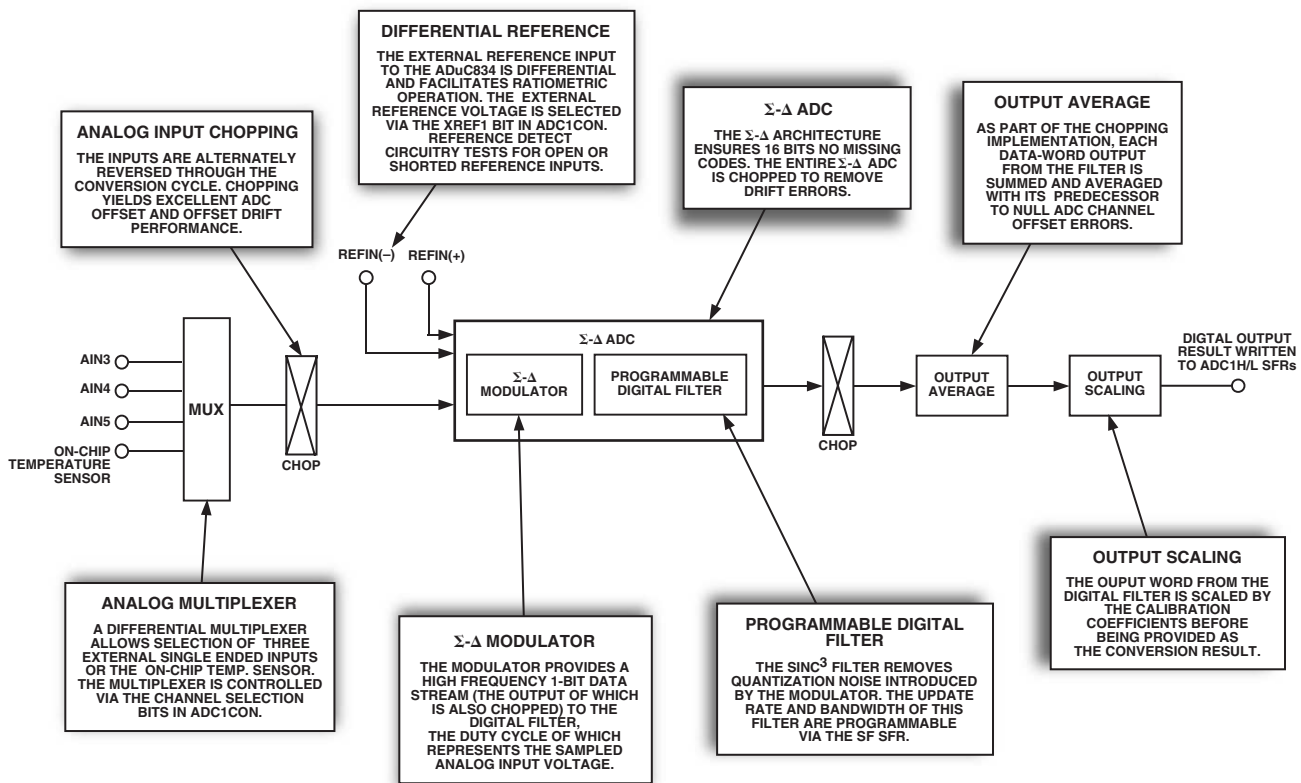 DIFFERENTIAL REFERENCE
THE EXTERNAL REFERENCE INPUT
TO THE ADuC834 IS DIFFERENTIAL
AND FACILITATES RATIOMETRIC
OPERATION. THE EXTERNAL
REFERENCE VOLTAGE IS SELECTED
VIA THE XREF1 BIT IN ADC1CON.
REFERENCE DETECT
CIRCUITRY TESTS FOR OPEN OR
SHORTED REFERENCE INPUTS.
ANALOG INPUT CHOPPING
THE INPUTS ARE ALTERNATELY
REVERSED THROUGH THE
CONVERSION CYCLE. CHOPPING
YIELDS EXCELLENT ADC
OFFSET AND OFFSET DRIFT
PERFORMANCE.
Σ-Δ ADC
THE Σ-Δ ARCHITECTURE
ENSURES 16 BITS NO MISSING
CODES. THE ENTIRE Σ-Δ ADC
IS CHOPPED TO REMOVE
DRIFT ERRORS.
OUTPUT AVERAGE
AS PART OF THE CHOPPING
IMPLEMENTATION, EACH
DATA-WORD OUTPUT
FROM THE FILTER IS
SUMMED AND AVERAGED
WITH ITS PREDECESSOR
TO NULL ADC CHANNEL
OFFSET ERRORS.
REFIN(–) REFIN(+)
AIN3
AIN4
AIN5
ON-CHIP
TEMPERATURE
SENSOR
MUX
CHOP
Σ-Δ ADC
Σ-Δ
MODULATOR
PROGRAMMABLE
DIGITAL FILTER
CHOP
OUTPUT
AVERAGE
OUTPUT
SCALING
DIGTAL OUTPUT
RESULT WRITTEN
TO ADC1H/L SFRs
ANALOG MULTIPLEXER
A DIFFERENTIAL MULTIPLEXER
ALLOWS SELECTION OF THREE
EXTERNAL SINGLE ENDED INPUTS
OR THE ON-CHIP TEMP. SENSOR.
THE MULTIPLEXER IS CONTROLLED
VIA THE CHANNEL SELECTION
BITS IN ADC1CON.
Σ-Δ MODULATOR
THE MODULATOR PROVIDES A
HIGH FREQUENCY 1-BIT DATA
STREAM (THE OUTPUT OF WHICH
IS ALSO CHOPPED) TO THE
DIGITAL FILTER,
THE DUTY CYCLE OF WHICH
REPRESENTS THE SAMPLED
ANALOG INPUT VOLTAGE.
PROGRAMMABLE DIGITAL
FILTER
THE SINC³ FILTER REMOVES
QUANTIZATION NOISE INTRODUCED
BY THE MODULATOR. THE UPDATE
RATE AND BANDWIDTH OF THIS
FILTER ARE PROGRAMMABLE
VIA THE SF SFR.
OUTPUT SCALING
THE OUPUT WORD FROM THE
DIGITAL FILTER IS SCALED BY
THE CALIBRATION
COEFFICIENTS BEFORE
BEING PROVIDED AS
THE CONVERSION RESULT.